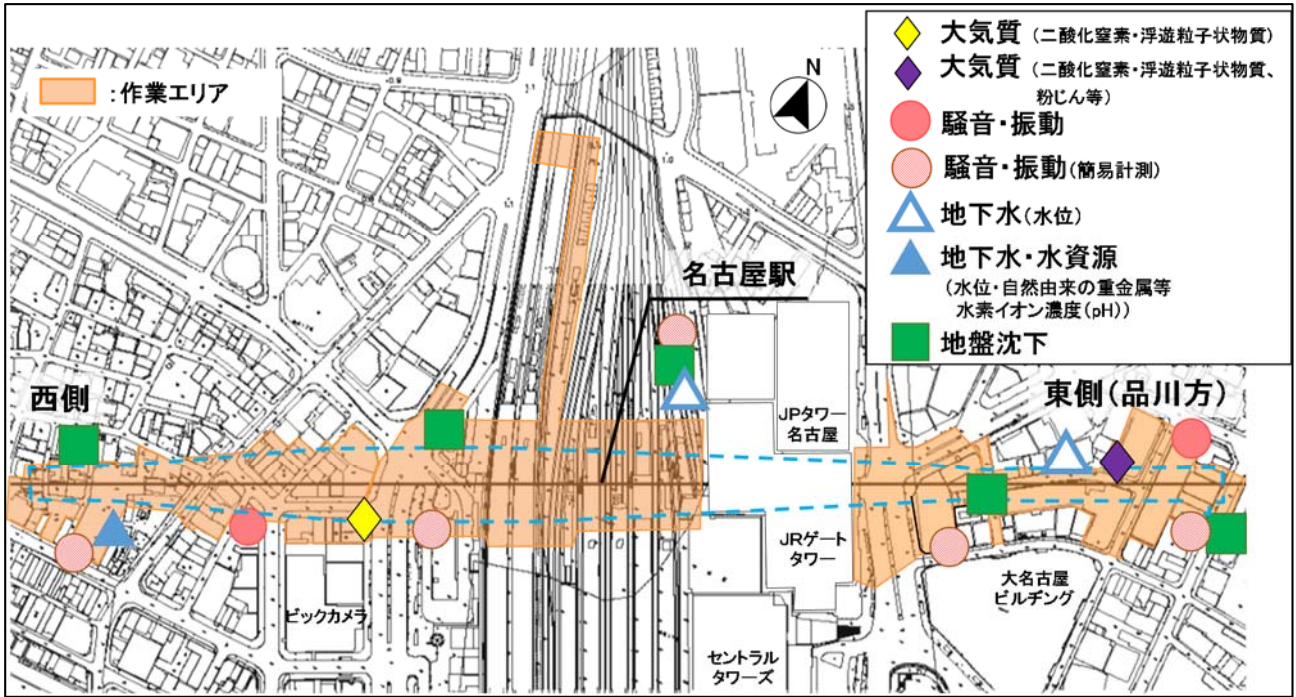 :作業エリア
N
大気質 (二酸化窒素・浮遊粒子状物質)
大気質 (二酸化窒素・浮遊粒子状物質、
粉じん等)
騒音・振動
騒音・振動(簡易計測)
地下水(水位)
地下水・水資源
(水位・自然由来の重金属等
水素イオン濃度(pH))
地盤沈下
名古屋駅
西側
東側(品川方)
JPタワー
名古屋
JRゲート
タワー
大名古屋
ビルヂング
ビックカメラ
セントラル
タワーズ